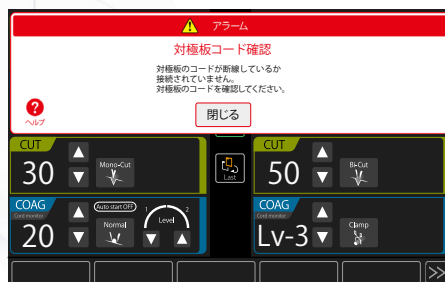 アラーム
対極板コード確認
対極板のコードが断線しているか
接続されていません。
対極板のコードを確認してください。
?
ヘルプ
閉じる
CUT
30
Mono-Cut
Last
CUT
50
Bi-Cut
COAG
Cord monitor
20
Auto start OFF
Normal
1
Level
2
COAG
Cord monitor
Lv-3
Clamp
>>